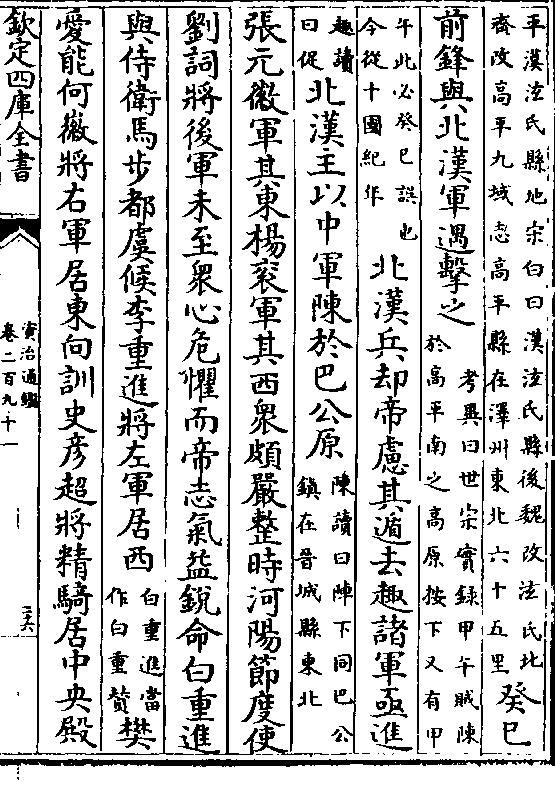 平漢泫氏縣地宋白曰漢泫氏縣後魏改泫氏北
齊改高平九域志高平縣在澤州東北六十五里
癸巳
前鋒與北漢軍遇擊之
考異曰世宗實録甲午賊陳
於高平南之高原按下又有甲
午此必癸巳誤也
今從十國紀作
北漢兵却帝慮其遁去趣諸軍亟進
趣讀
曰促
北漢主以中軍陳於巴公原
陳讀曰陣下同巴公
鎮在晉城縣東北
張元徽軍其東楊衮軍其西衆頗嚴整時河陽節度使
劉詞將後軍未至衆心危懼而帝志氣益銳命白重進
與侍衛馬步都虞候李重進將左軍居西
白重進當
作白重贊
樊
愛能何徽將右軍居東向訓史彦超將精騎居中央殿
欽定四庫全書
資治通鑑
卷二百九十一
三六